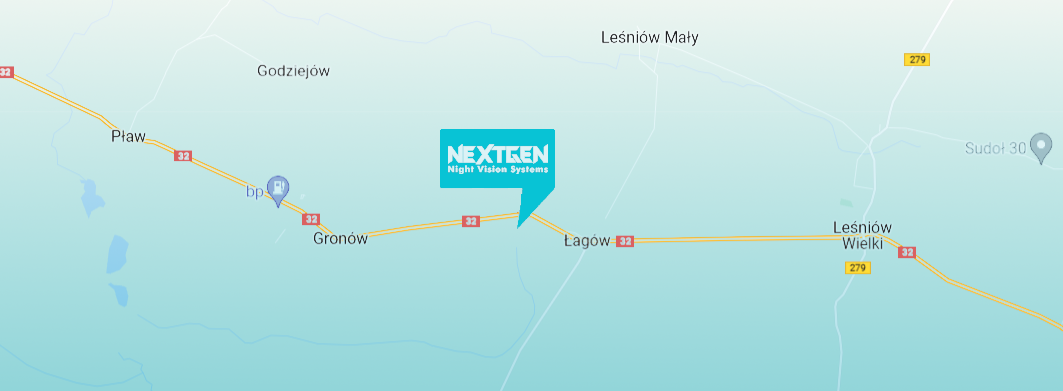 Leśniów Mały
279
Godziejów
32
Pław
32
NEXTGEN
Night Vision Systems
Sudoł 30
bp
32
32
Gronów
Łagów
32
Leśniów
Wielki
32
279